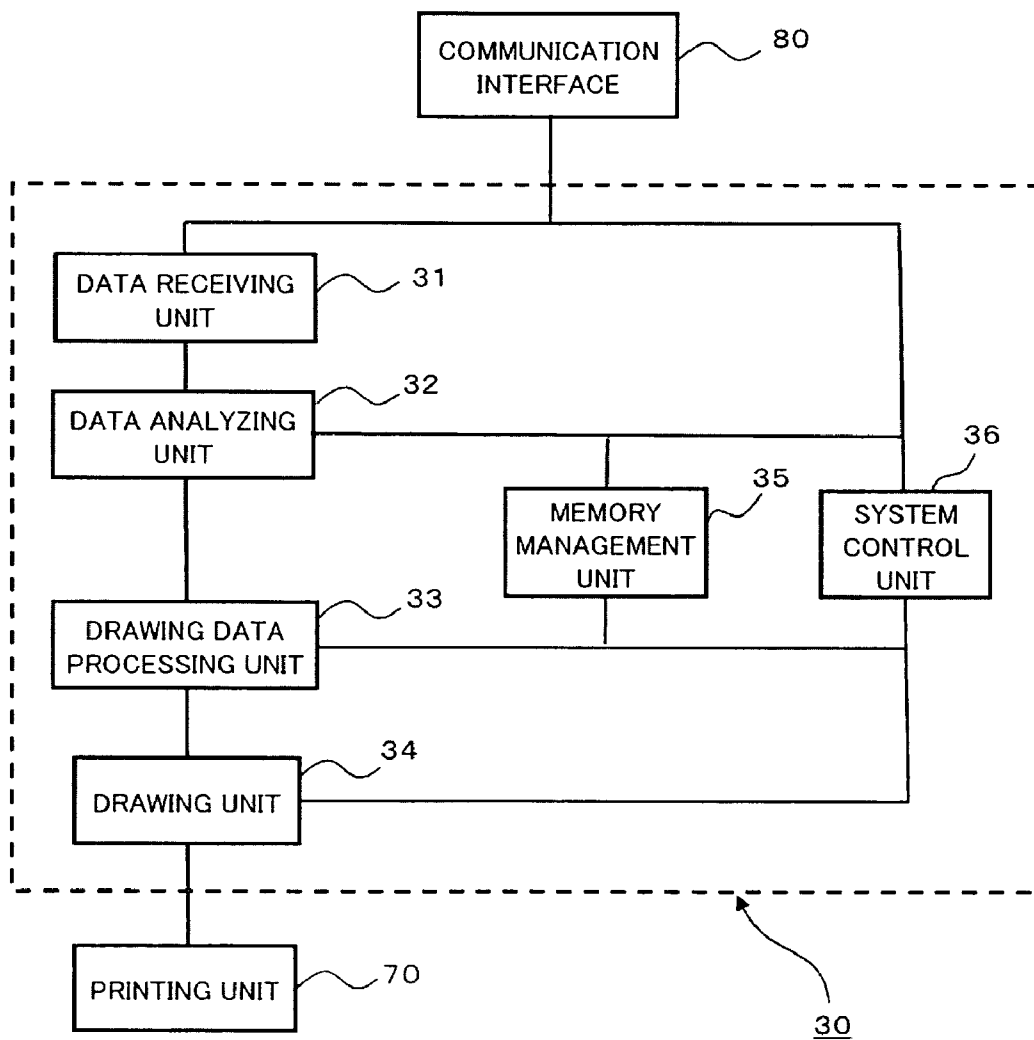 COMMUNICATION
INTERFACE
80
DATA RECEIVING
UNIT
31
DATA ANALYZING
UNIT
32
MEMORY
MANAGEMENT
UNIT
35
SYSTEM
CONTROL
UNIT
36
DRAWING DATA
PROCESSING UNIT
33
DRAWING UNIT
34
PRINTING UNIT
70
30